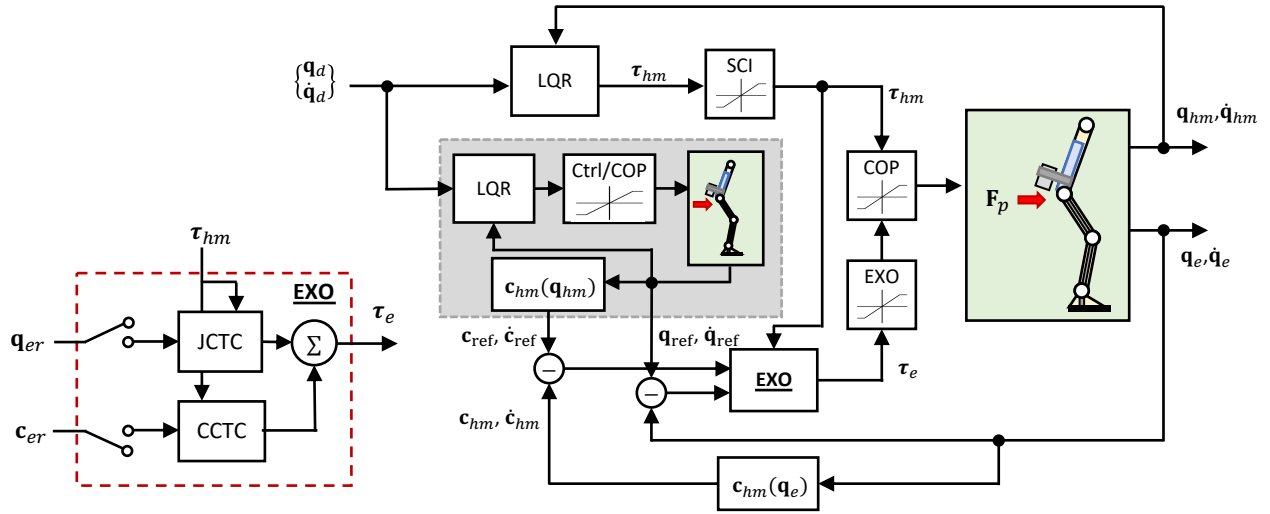 {𝐪_d
𝐪̇_d}
LQR
𝝉_hm
SCI
𝝉_hm
𝐪_hm,𝐪̇_hm
LQR
Ctrl/COP
COP
𝐅_p
𝐜_hm(𝐪_hm)
EXO
𝐪_e,𝐪̇_e
𝐜_ref, 𝐜̇_ref
𝐪_ref, 𝐪̇_ref
−
−
EXO
𝝉_e
𝐜_hm, 𝐜̇_hm
𝐜_hm(𝐪_e)
𝝉_hm
EXO
𝝉_e
𝐪_er
JCTC
Σ
𝐜_er
CCTC